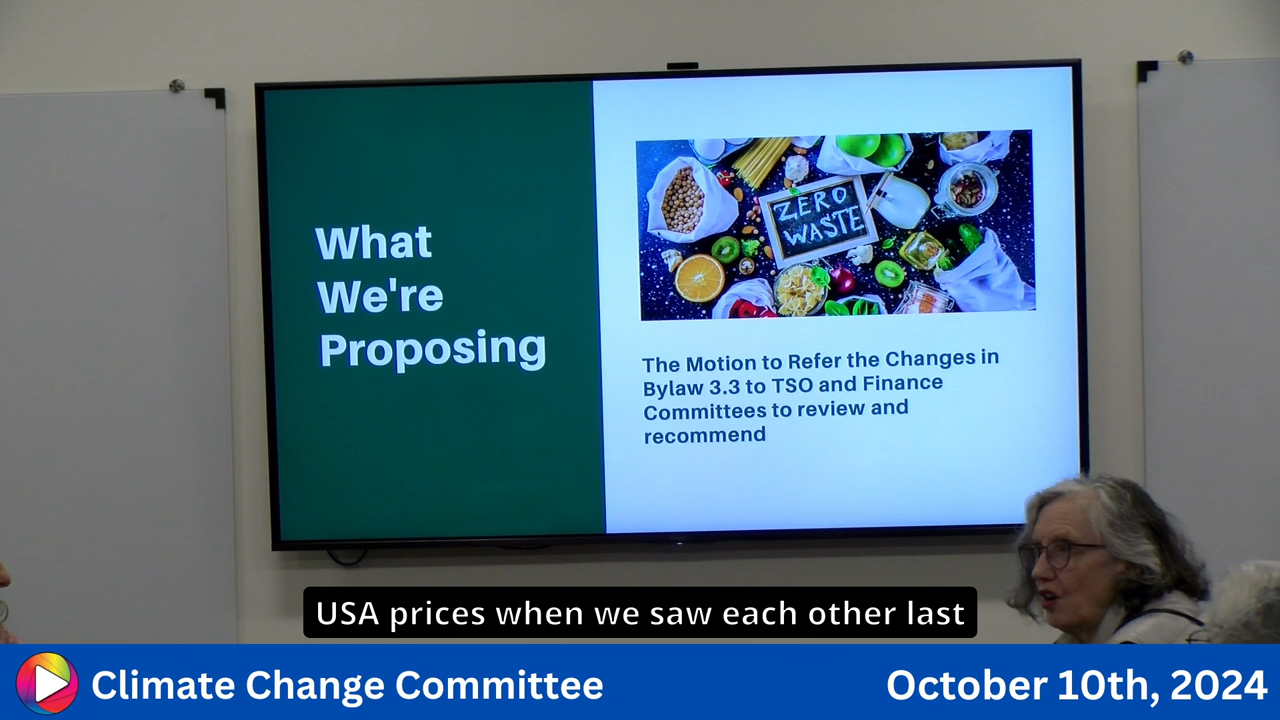 What
We're
Proposing
ZERO
WASTE
The Motion to Refer the Changes in
Bylaw 3.3 to TSO and Finance
Committees to review and
recommend
USA prices when we saw each other last
Climate Change Committee
October 10th, 2024